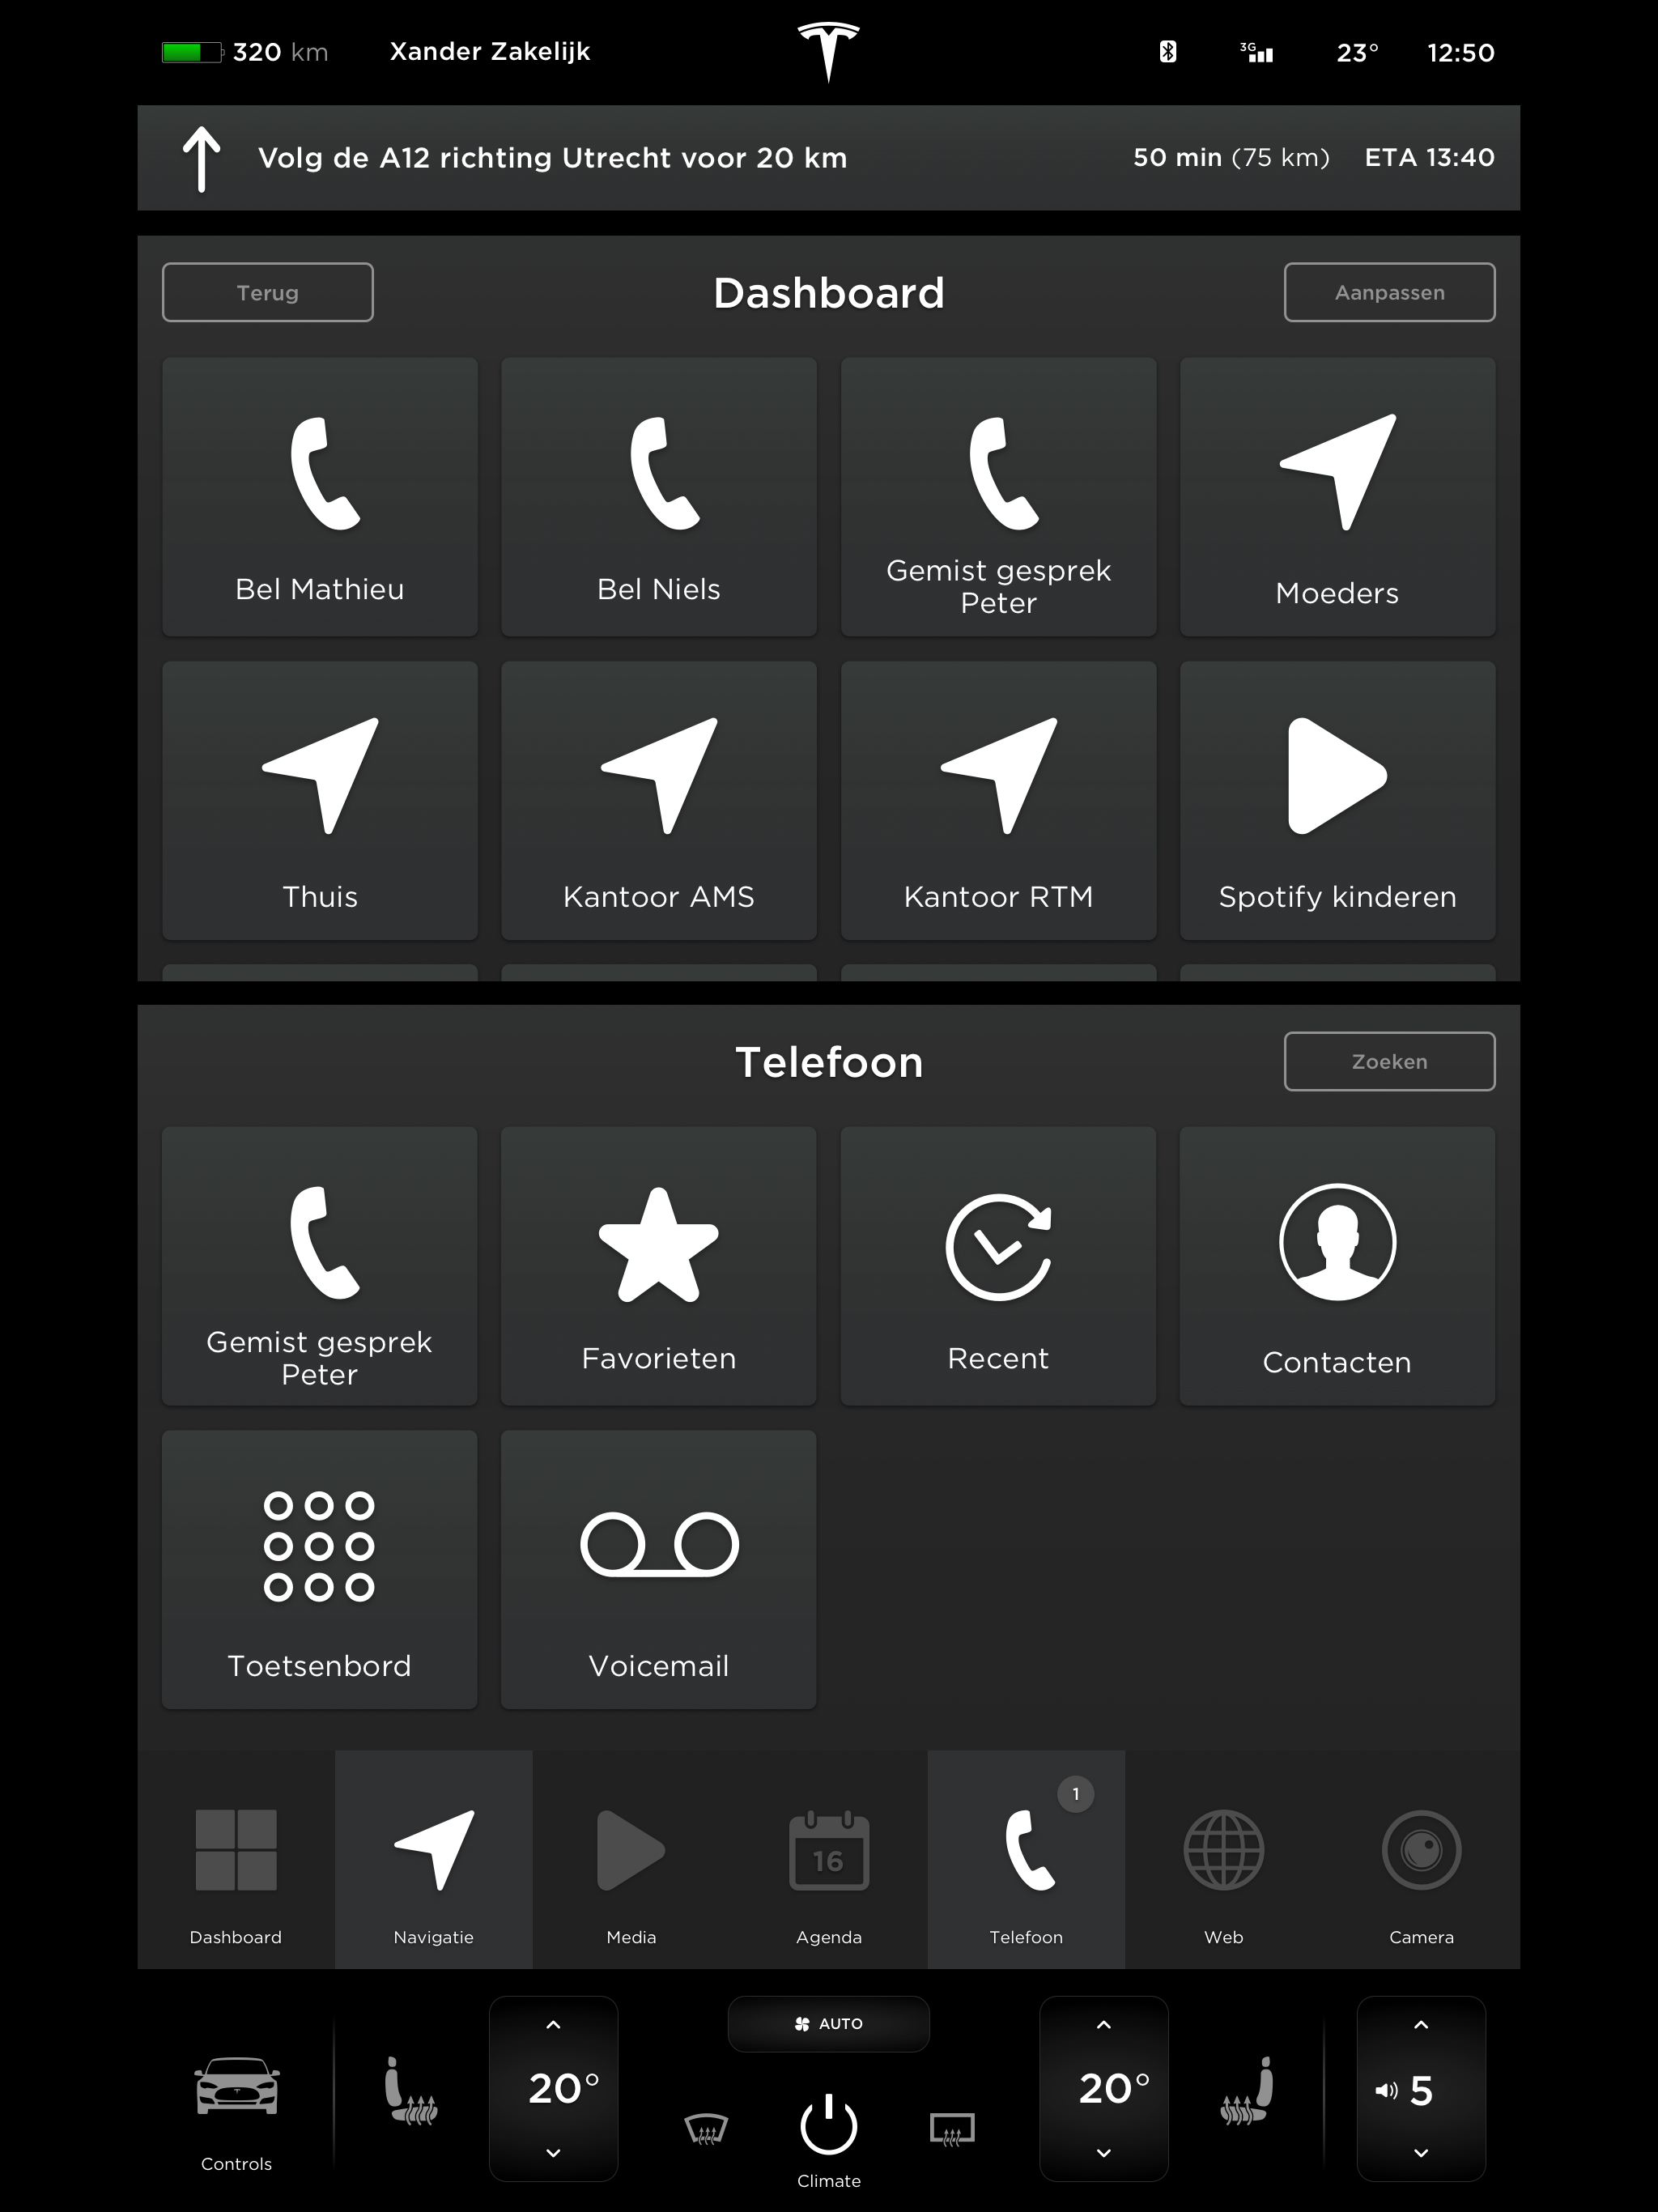 320 km
Xander Zakelijk
3G
23°
12:50
Volg de A12 richting Utrecht voor 20 km
50 min (75 km)
ETA 13:40
Terug
Dashboard
Aanpassen
Bel Mathieu
Bel Niels
Gemist gesprek
Peter
Moeders
Thuis
Kantoor AMS
Kantoor RTM
Spotify kinderen
Telefoon
Zoeken
Gemist gesprek
Peter
Favorieten
Recent
Contacten
Toetsenbord
Voicemail
16
1
Dashboard
Navigatie
Media
Agenda
Telefoon
Web
Camera
AUTO
20°
20°
5
Controls
Climate